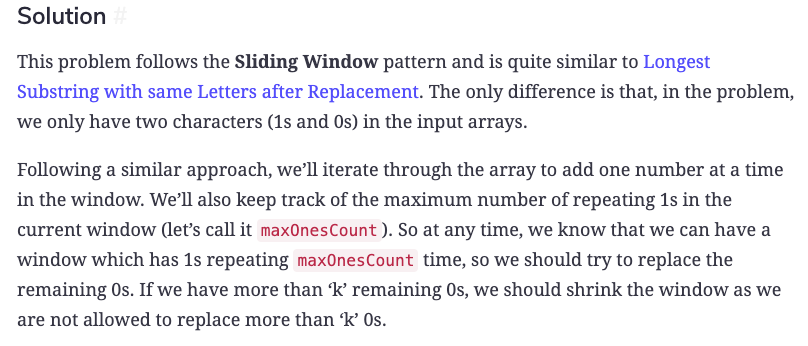 Solution #
This problem follows the Sliding Window pattern and is quite similar to Longest
Substring with same Letters after Replacement. The only difference is that, in the problem,
we only have two characters (1s and 0s) in the input arrays.
Following a similar approach, we’ll iterate through the array to add one number at a time
in the window. We’ll also keep track of the maximum number of repeating 1s in the
current window (let’s call it maxOnesCount). So at any time, we know that we can have a
window which has 1s repeating maxOnesCount time, so we should try to replace the
remaining 0s. If we have more than ‘k’ remaining 0s, we should shrink the window as we
are not allowed to replace more than ‘k’ 0s.